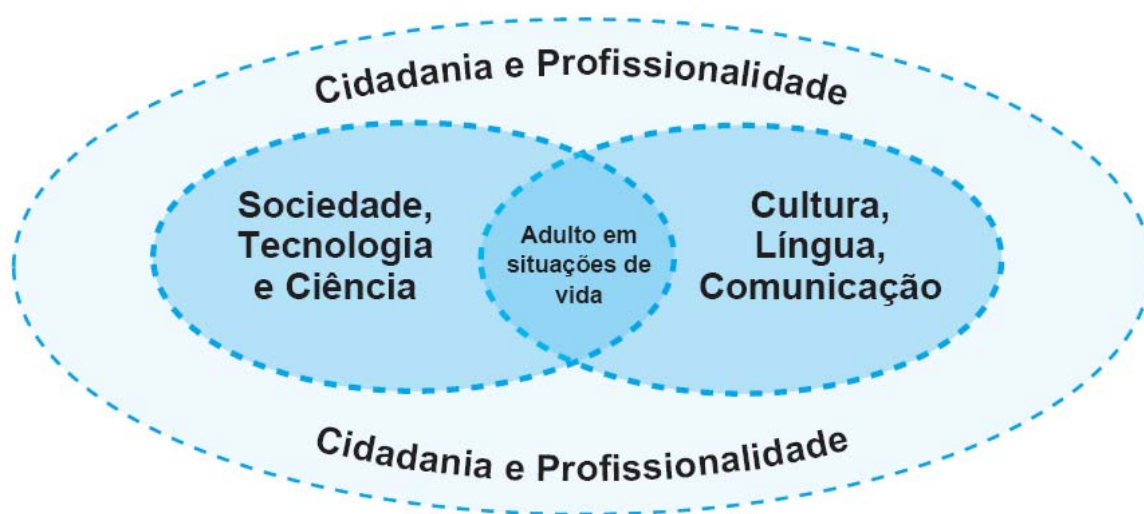 Cidadania e Profissionalidade
Sociedade,
Tecnologia
e Ciência
Adulto em
situações de
vida
Cultura,
Língua,
Comunicação
Cidadania e Profissionalidade